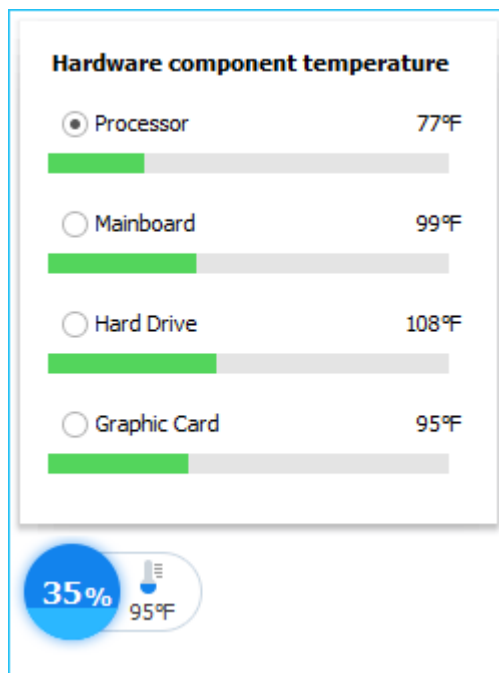 Hardware component temperature
Processor 77°F
Mainboard 99°F
Hard Drive 108°F
Graphic Card 95°F
35%
95°F